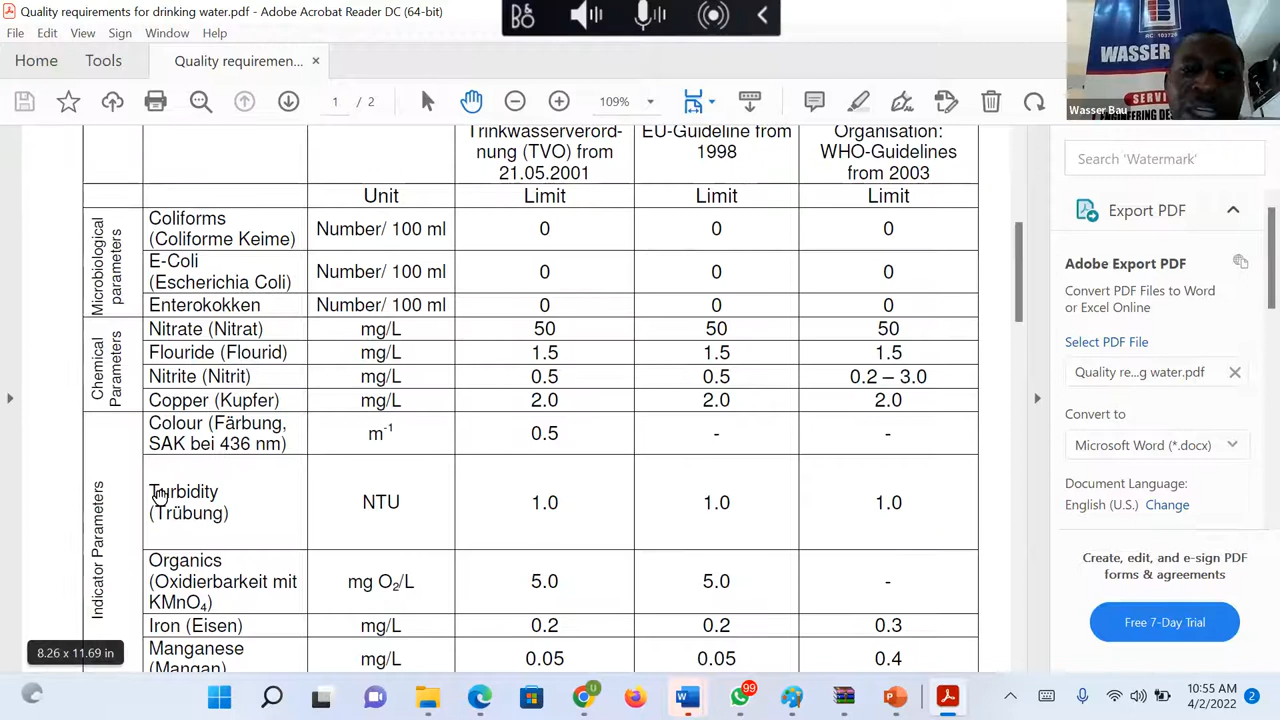 Quality requirements for drinking water.pdf - Adobe Acrobat Reader DC (64-bit)
File Edit View Sign Window Help
Home Tools Quality requiremen... ×
1 / 2 109%
RC 103726
WASSER
SERVI
ENGINEERING DE
Wasser Bau
Trinkwasserverord- EU-Guideline from Organisation:
nung (TVO) from 1998 WHO-Guidelines
21.05.2001 from 2003
Unit Limit Limit Limit
Microbiological
parameters
Coliforms
(Coliforme Keime) Number/ 100 ml 0 0 0
E-Coli
(Escherichia Coli) Number/ 100 ml 0 0 0
Enterokokken Number/ 100 ml 0 0 0
Chemical
Parameters
Nitrate (Nitrat) mg/L 50 50 50
Flouride (Flourid) mg/L 1.5 1.5 1.5
Nitrite (Nitrit) mg/L 0.5 0.5 0.2 – 3.0
Copper (Kupfer) mg/L 2.0 2.0 2.0
Indicator Parameters
Colour (Färbung,
SAK bei 436 nm) m-1 0.5 - -
Turbidity
(Trübung) NTU 1.0 1.0 1.0
Organics
(Oxidierbarkeit mit
KMnO4) mg O2/L 5.0 5.0 -
Iron (Eisen) mg/L 0.2 0.2 0.3
Manganese
(Mangan) mg/L 0.05 0.05 0.4
8.26 x 11.69 in
Search 'Watermark'
Export PDF
Adobe Export PDF
Convert PDF Files to Word
or Excel Online
Select PDF File
Quality re...g water.pdf
Convert to
Microsoft Word (*.docx)
Document Language:
English (U.S.) Change
Create, edit, and e-sign PDF
forms & agreements
Free 7-Day Trial
99
10:55 AM
4/2/2022 2